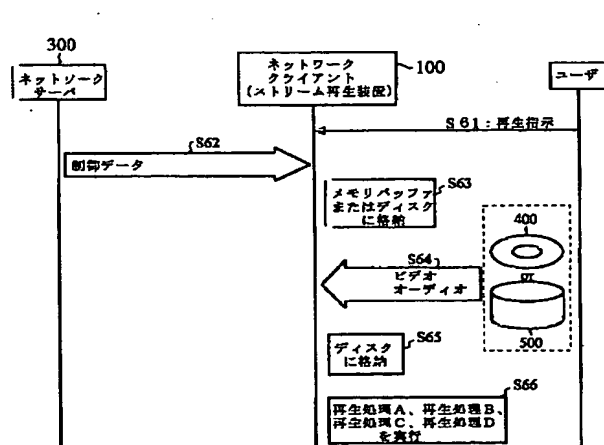 300
ネットソーク
サーバ
ネットワーク
クライアント
(ストリーム再生装置)
100
ユーザ
S61:再生指示
S62
制御データ
メモリバッファ
またはディスク
に格納
S63
400
or
500
S64
ビデオ
オーディオ
ディスク
に格納
S65
S66
再生処理A、再生処理B、
再生処理C、再生処理D
を実行